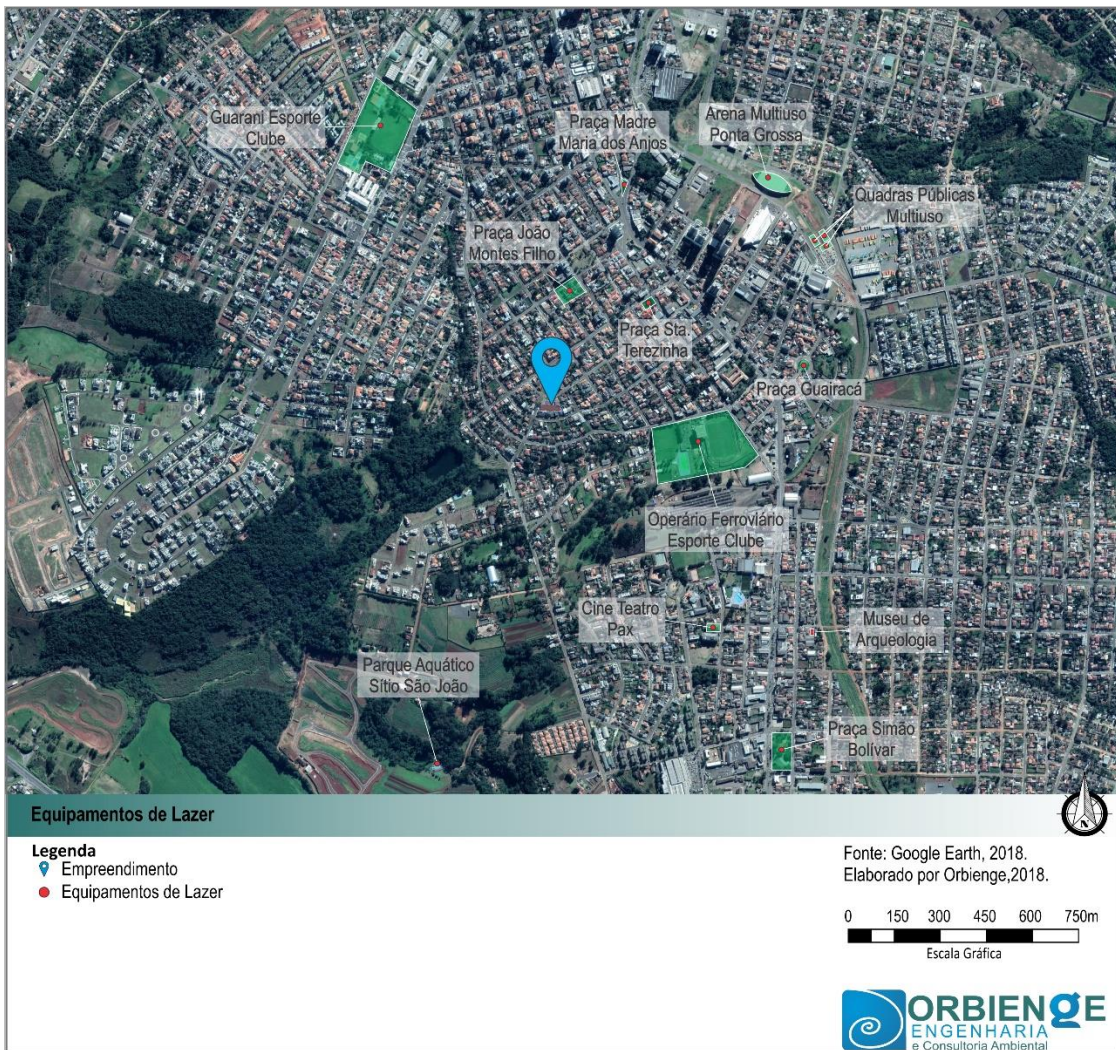 Guarani Esporte
Clube
Praça Madre
Maria dos Anjos
Arena Multiuso
Ponta Grossa
Quadras Públicas
Multiuso
Praça João
Montes Filho
Praça Sta.
Terezinha
Praça Guairacá
Operário Ferroviário
Esporte Clube
Cine Teatro
Pax
Museu de
Arqueologia
Parque Aquático
Sítio São João
Praça Simão
Bolívar
Equipamentos de Lazer
N
Legenda
Empreendimento
Equipamentos de Lazer
Fonte: Google Earth, 2018.
Elaborado por Orbienge,2018.
0 150 300 450 600 750m
Escala Gráfica
ORBIENGE
ENGENHARIA
e Consultoria Ambiental